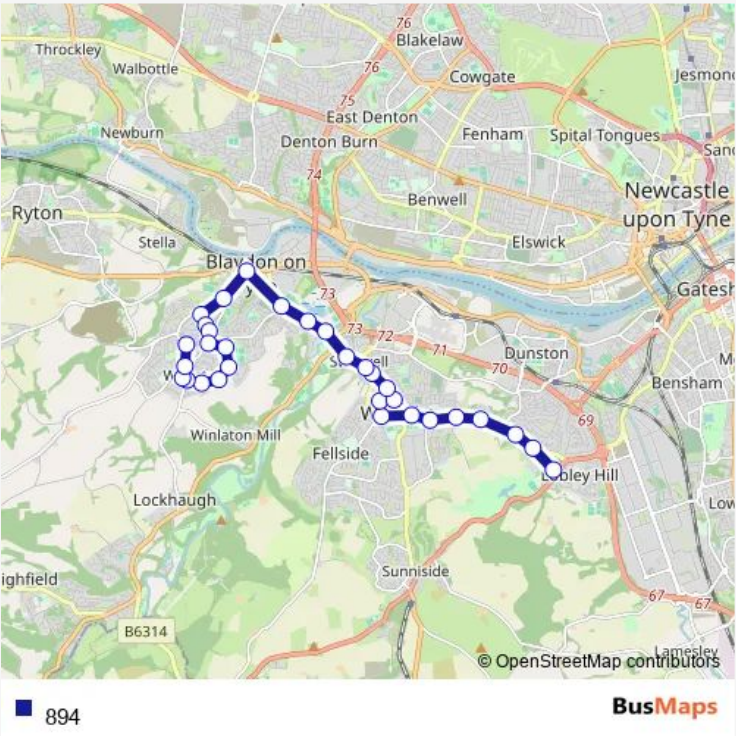 76
Blakelaw
Throckley
Walbottle
76
Cowgate
Jesmond
75
East Denton
Newburn
Denton Burn
Fenham
Spital Tongues
74
Newcastle
upon Tyne
Ryton
Benwell
Stella
Elswick
Blaydon on
73
73
72
71
Dunston
70
Bensham
69
Winlaton Mill
Fellside
Lobley Hill
Lockhaugh
Sunniside
ighfield
67
67
B6314
Lamesley
© OpenStreetMap contributors
894
BusMaps